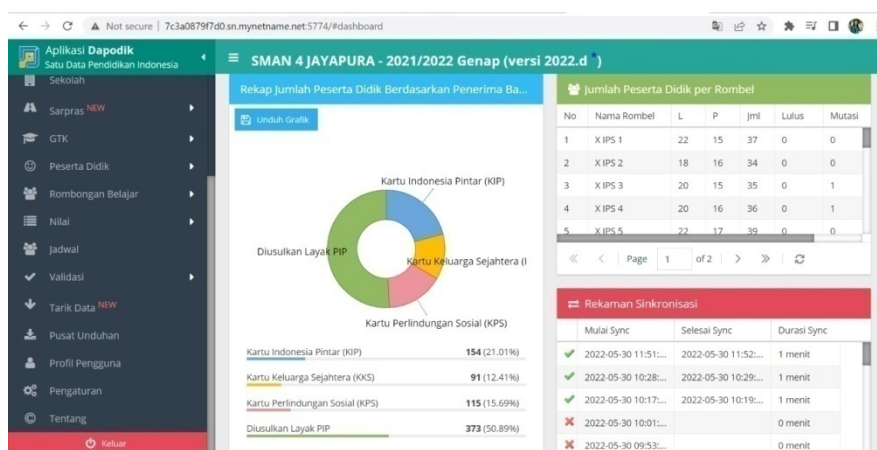 Not secure | 7c3a0879f7d0.sn.mynetname.net:5774/#dashboard
Aplikasi Dapodik
Satu Data Pendidikan Indonesia
SMAN 4 JAYAPURA - 2021/2022 Genap (versi 2022.d *)
Sekolah
Sarpras NEW
GTK
Peserta Didik
Rombongan Belajar
Nilai
Jadwal
Validasi
Tarik Data NEW
Pusat Unduhan
Profil Pengguna
Pengaturan
Tentang
Keluar
Rekap Jumlah Peserta Didik Berdasarkan Penerima Ba...
Unduh Grafik
Kartu Indonesia Pintar (KIP)
Diusulkan Layak PIP
Kartu Keluarga Sejahtera (
Kartu Perlindungan Sosial (KPS)
Kartu Indonesia Pintar (KIP) 154 (21.01%)
Kartu Keluarga Sejahtera (KKS) 91 (12.41%)
Kartu Perlindungan Sosial (KPS) 115 (15.69%)
Diusulkan Layak PIP 373 (50.89%)
Jumlah Peserta Didik per Rombel
No Nama Rombel L P Jml Lulus Mutasi
1 X IPS 1 22 15 37 0 0
2 X IPS 2 18 16 34 0 0
3 X IPS 3 20 15 35 0 1
4 X IPS 4 20 16 36 0 1
5 X IPS 5 22 17 39 0 0
Page 1 of 2
Rekaman Sinkronisasi
Mulai Sync Selesai Sync Durasi Sync
2022-05-30 11:51:... 2022-05-30 11:52:... 1 menit
2022-05-30 10:28:... 2022-05-30 10:29:... 1 menit
2022-05-30 10:17:... 2022-05-30 10:19:... 1 menit
2022-05-30 10:01:... 0 menit
2022-05-30 09:53:... 0 menit